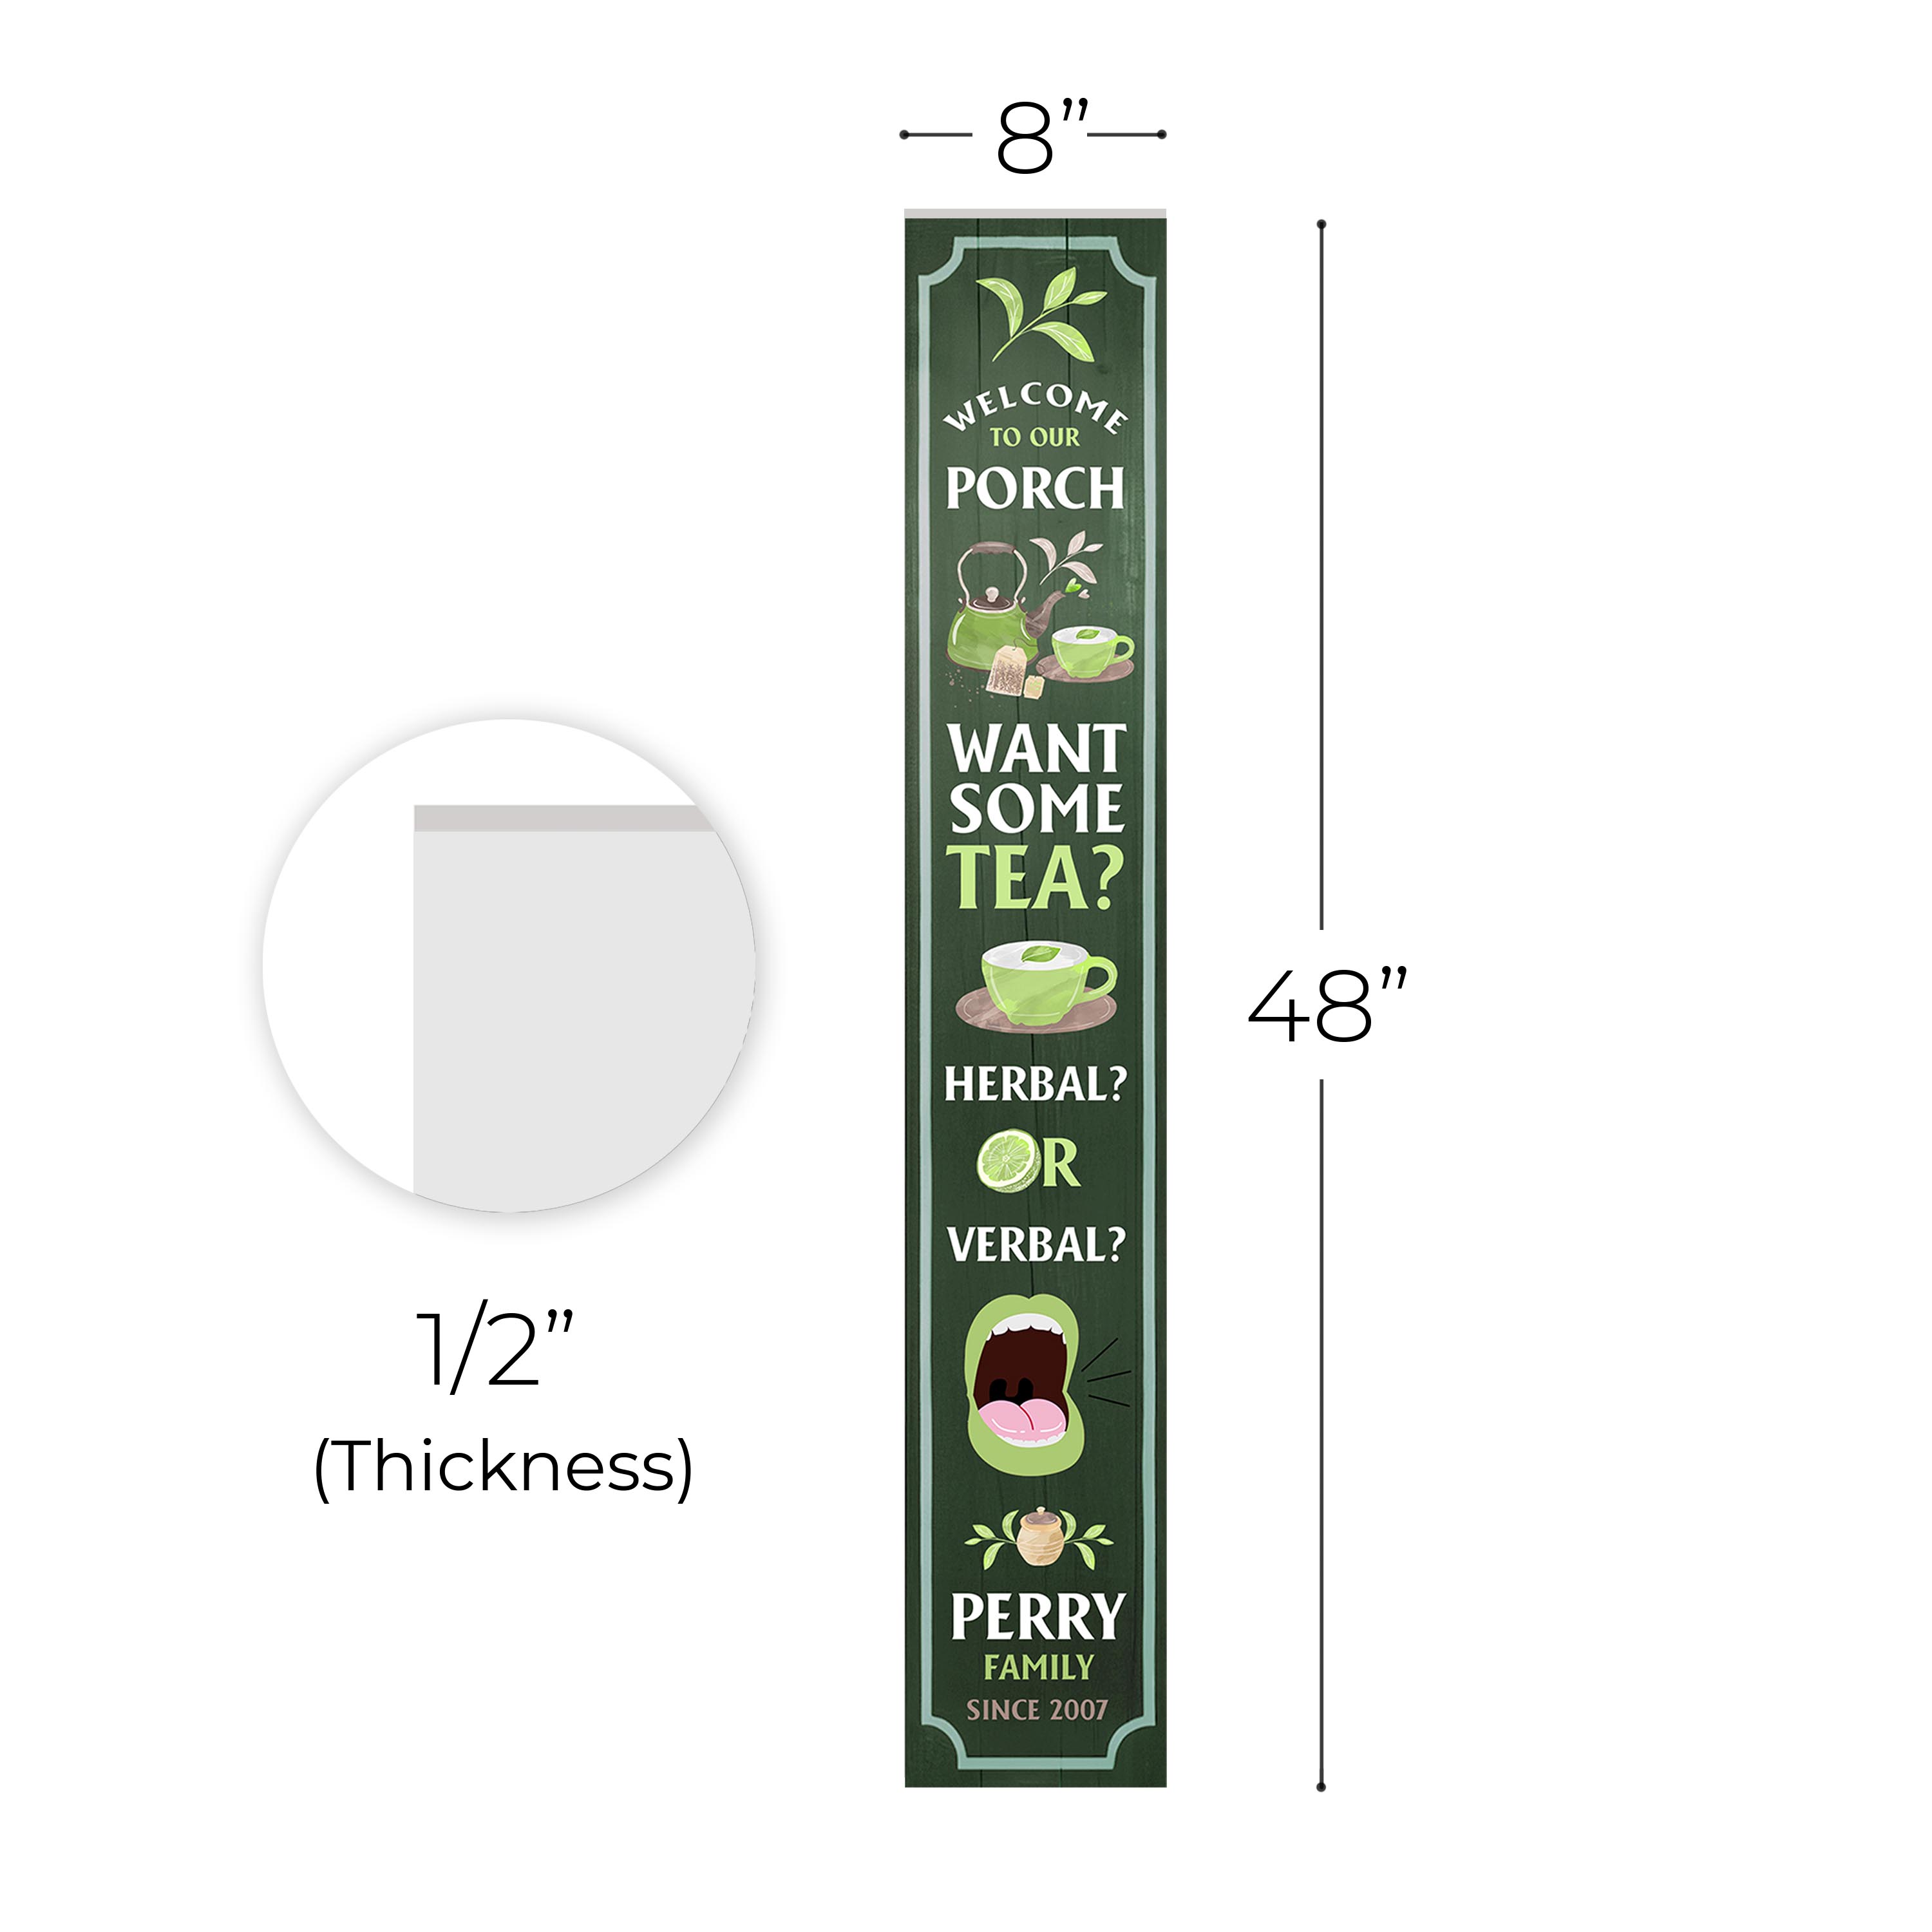 8”
WELCOME
TO OUR
PORCH
WANT
SOME
TEA?
HERBAL?
OR
VERBAL?
PERRY
FAMILY
SINCE 2007
48”
1/2”
(Thickness)